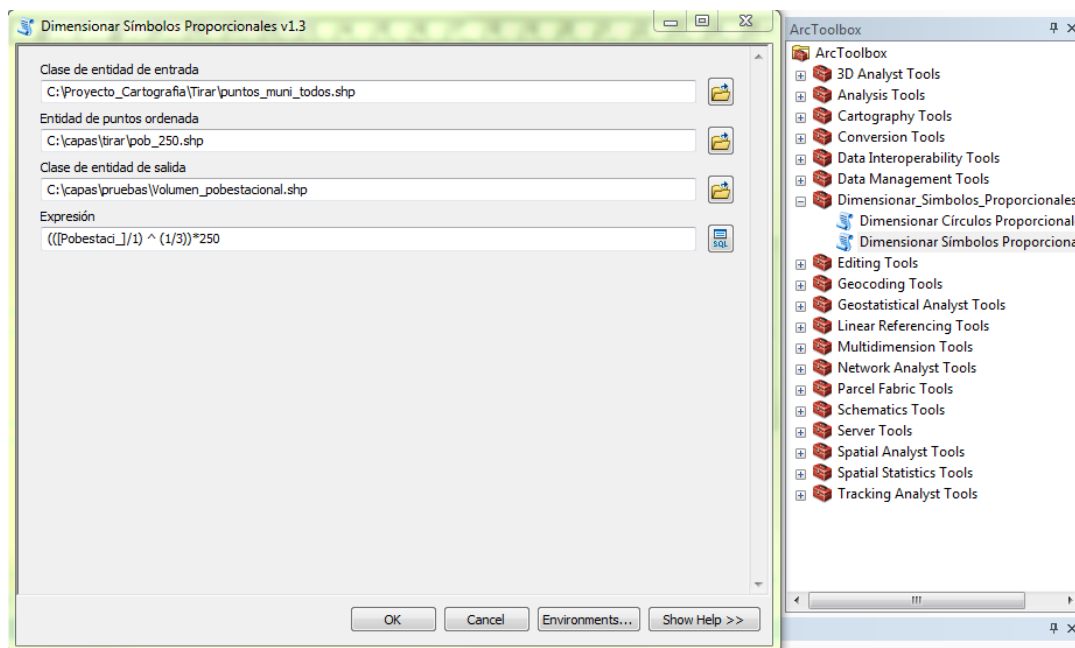 Dimensionar Símbolos Proporcionales v1.3
Clase de entidad de entrada
C:\Proyecto_Cartografia\Tirar\puntos_muni_todos.shp
Entidad de puntos ordenada
C:\capas\tirar\pob_250.shp
Clase de entidad de salida
C:\capas\pruebas\Volumen_pobestacional.shp
Expresión
(([Pobestaci_]/1) ^ (1/3))*250
SQL
OK
Cancel
Environments...
Show Help >>
ArcToolbox
ArcToolbox
3D Analyst Tools
Analysis Tools
Cartography Tools
Conversion Tools
Data Interoperability Tools
Data Management Tools
Dimensionar_Simbolos_Proporcionales
Dimensionar Círculos Proporcional
Dimensionar Símbolos Proporciona
Editing Tools
Geocoding Tools
Geostatistical Analyst Tools
Linear Referencing Tools
Multidimension Tools
Network Analyst Tools
Parcel Fabric Tools
Schematics Tools
Server Tools
Spatial Analyst Tools
Spatial Statistics Tools
Tracking Analyst Tools